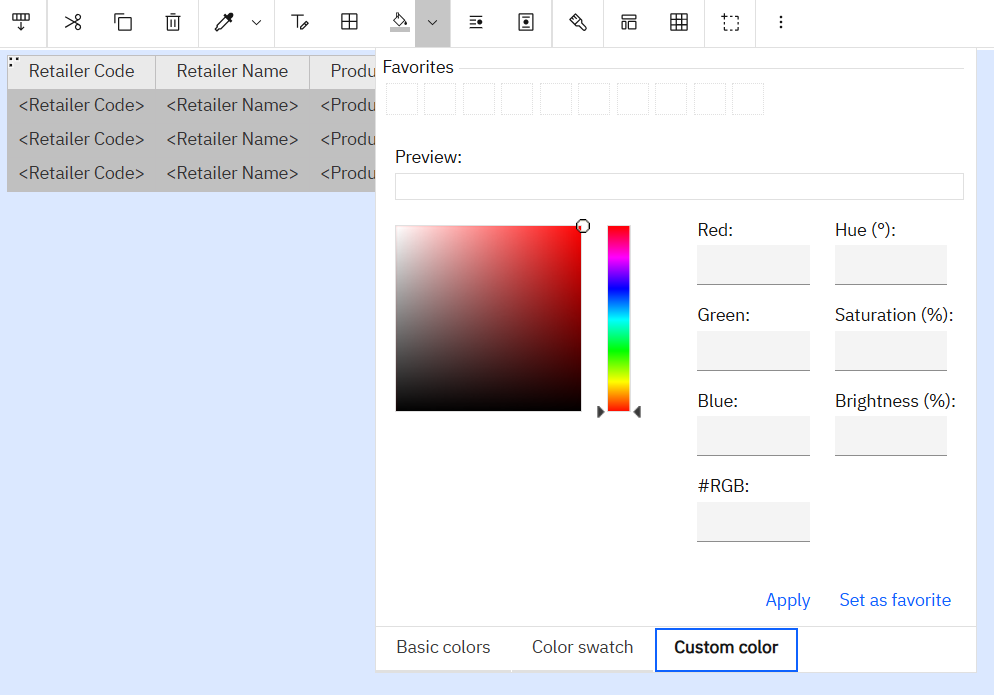 Retailer Code Retailer Name Produ
<Retailer Code> <Retailer Name> <Produ
<Retailer Code> <Retailer Name> <Produ
<Retailer Code> <Retailer Name> <Produ
Favorites
Preview:
Red: Hue (°):
Green: Saturation (%):
Blue: Brightness (%):
#RGB:
Apply Set as favorite
Basic colors Color swatch Custom color